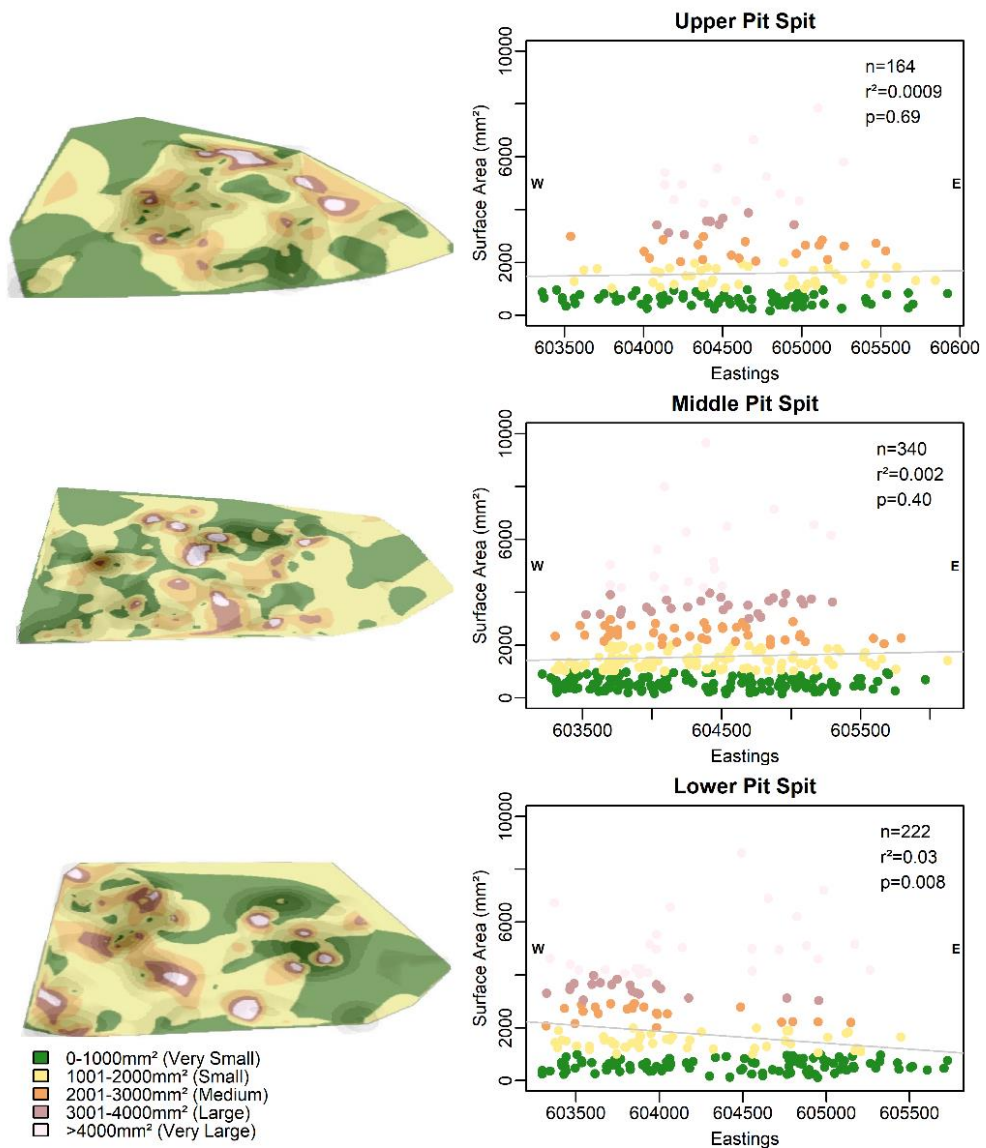 Upper Pit Spit
10000
6000
2000
0
Surface Area (mm²)
n=164
r²=0.0009
p=0.69
W
E
603500 604000 604500 605000 605500 60600
Eastings
Middle Pit Spit
10000
6000
2000
0
Surface Area (mm²)
n=340
r²=0.002
p=0.40
W
E
603500 604500 605500
Eastings
Lower Pit Spit
10000
6000
2000
0
Surface Area (mm²)
n=222
r²=0.03
p=0.008
W
E
603500 604000 604500 605000 605500
Eastings
0-1000mm² (Very Small)
1001-2000mm² (Small)
2001-3000mm² (Medium)
3001-4000mm² (Large)
>4000mm² (Very Large)